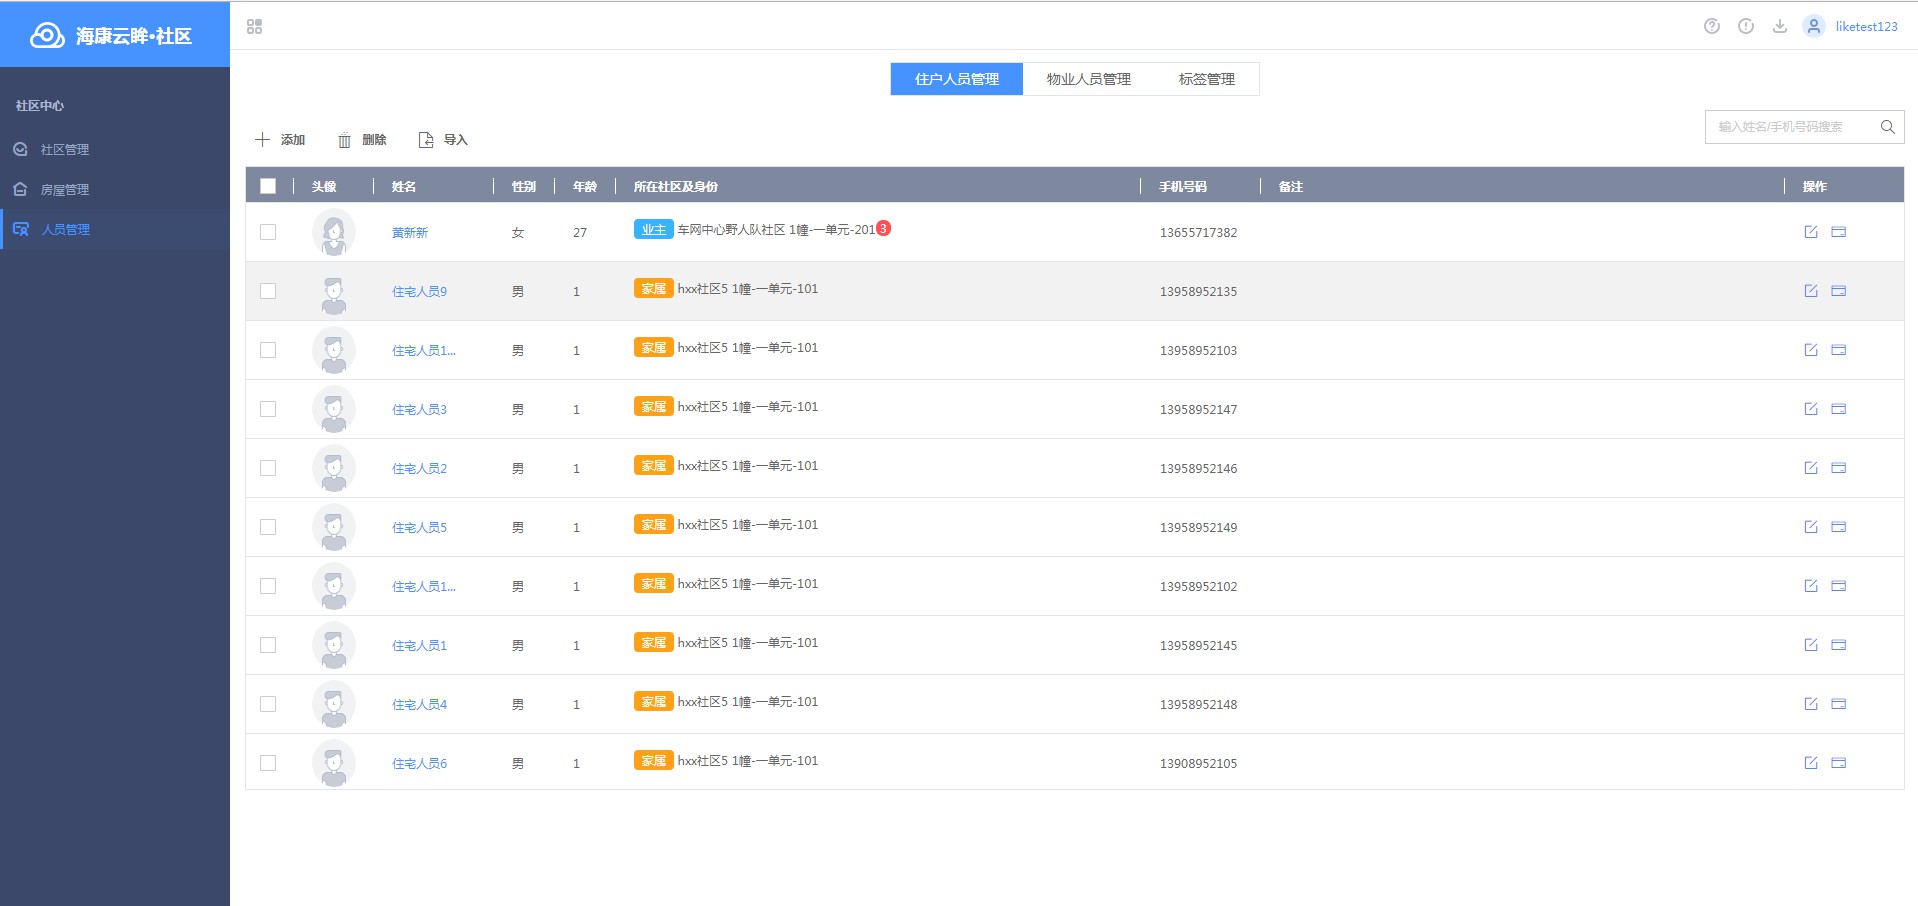 海康云眸·社区
liketest123
社区中心
社区管理
房屋管理
人员管理
住户人员管理 物业人员管理 标签管理
添加 删除 导入
输入姓名/手机号码搜索
头像 姓名 性别 年龄 所在社区及身份 手机号码 备注 操作
黄新新 女 27 业主 车网中心野人队社区 1幢-一单元-201 3 13655717382
住宅人员9 男 1 家属 hxx社区5 1幢-一单元-101 13958952135
住宅人员1... 男 1 家属 hxx社区5 1幢-一单元-101 13958952103
住宅人员3 男 1 家属 hxx社区5 1幢-一单元-101 13958952147
住宅人员2 男 1 家属 hxx社区5 1幢-一单元-101 13958952146
住宅人员5 男 1 家属 hxx社区5 1幢-一单元-101 13958952149
住宅人员1... 男 1 家属 hxx社区5 1幢-一单元-101 13958952102
住宅人员1 男 1 家属 hxx社区5 1幢-一单元-101 13958952145
住宅人员4 男 1 家属 hxx社区5 1幢-一单元-101 13958952148
住宅人员6 男 1 家属 hxx社区5 1幢-一单元-101 13908952105